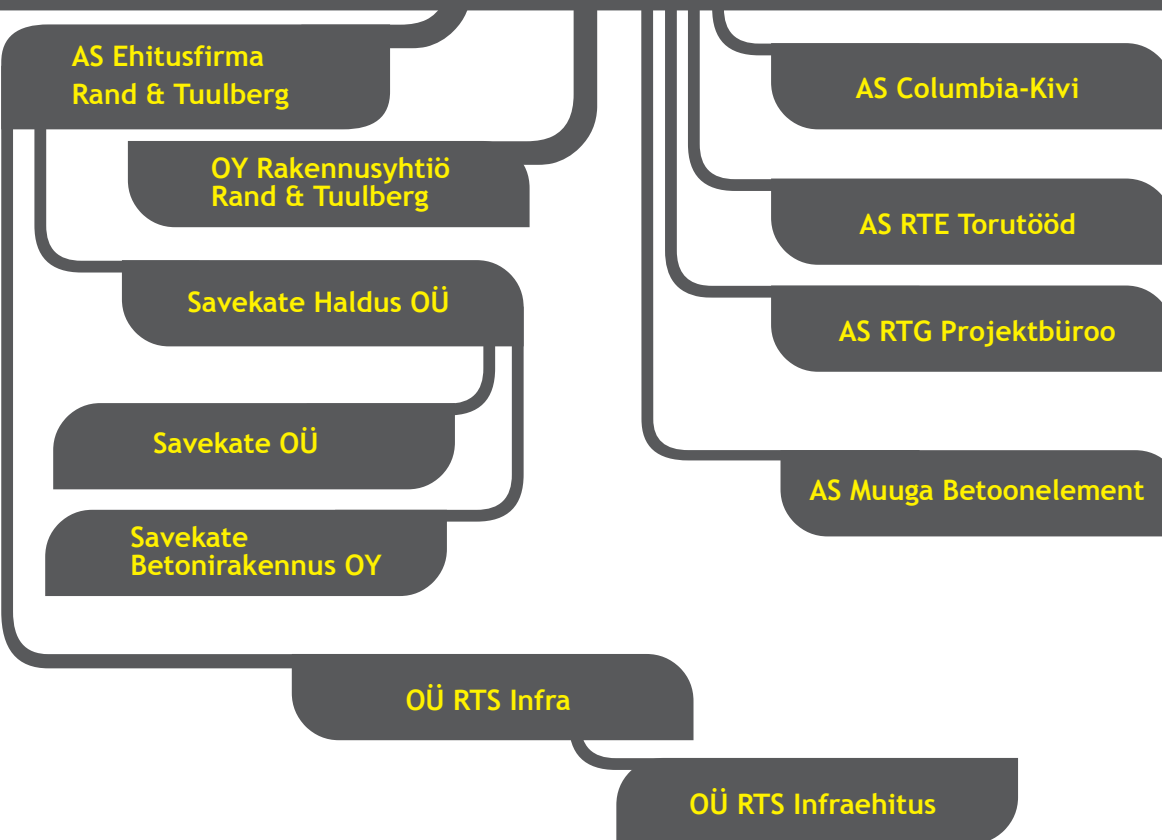 AS Ehitusfirma
Rand & Tuulberg
OY Rakennusyhtiö
Rand & Tuulberg
Savekate Haldus OÜ
Savekate OÜ
Savekate
Betonirakennus OY
OÜ RTS Infra
OÜ RTS Infraehitus
AS Columbia-Kivi
AS RTE Torutööd
AS RTG Projektbüroo
AS Muuga Betoonelement